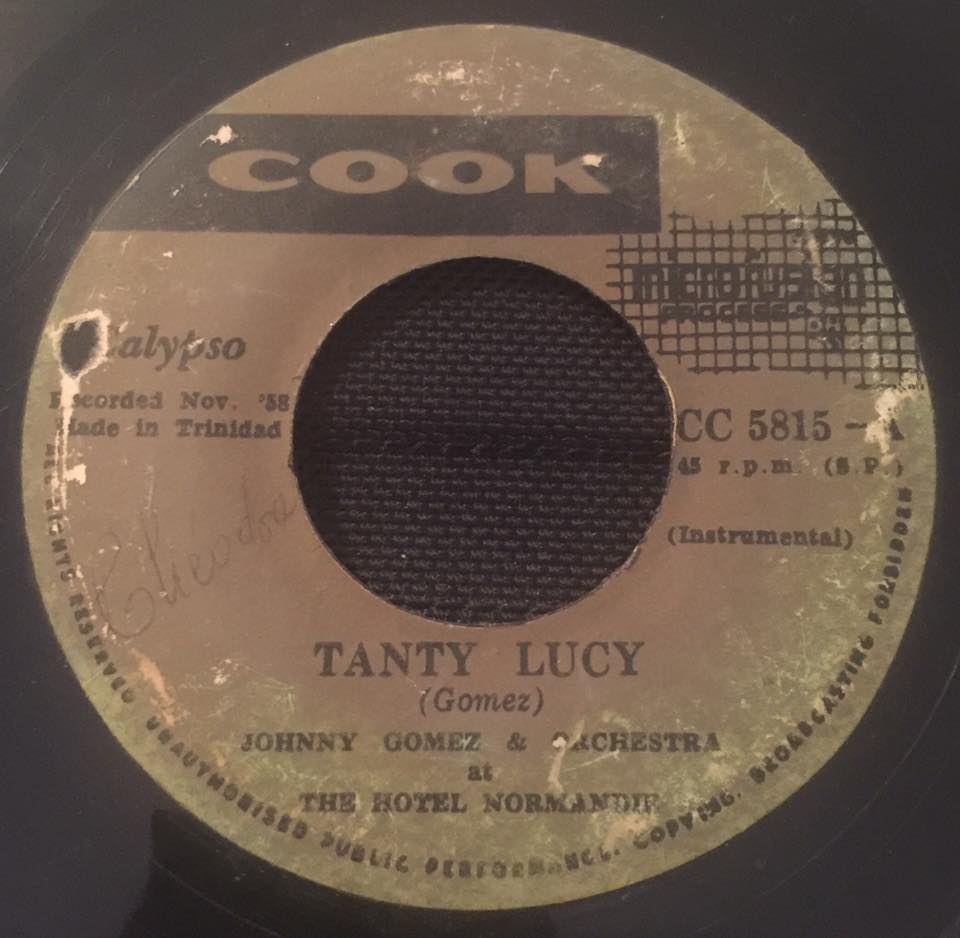 COOK
microfusion
PROCESS
Calypso
Recorded Nov. '58
Made in Trinidad
CC 5815 - A
45 r.p.m. (S.P.)
(Instrumental)
TANTY LUCY
(Gomez)
JOHNNY GOMEZ & ORCHESTRA
at
THE HOTEL NORMANDIE
ALL RIGHTS RESERVED UNAUTHORISED PUBLIC PERFORMANCE. COPYING. BROADCASTING FORBIDDEN